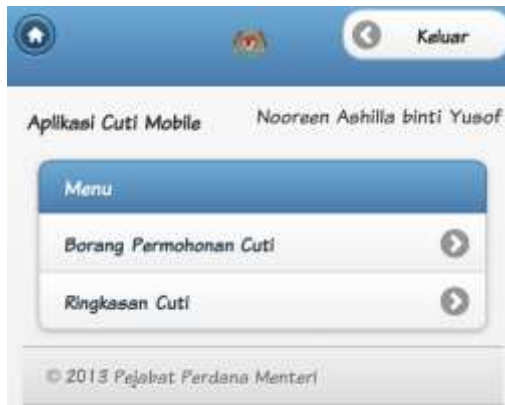 Keluar
Aplikasi Cuti Mobile Nooreen Ashilla binti Yusof
Menu
Borang Permohonan Cuti
Ringkasan Cuti
© 2013 Pejabat Perdana Menteri